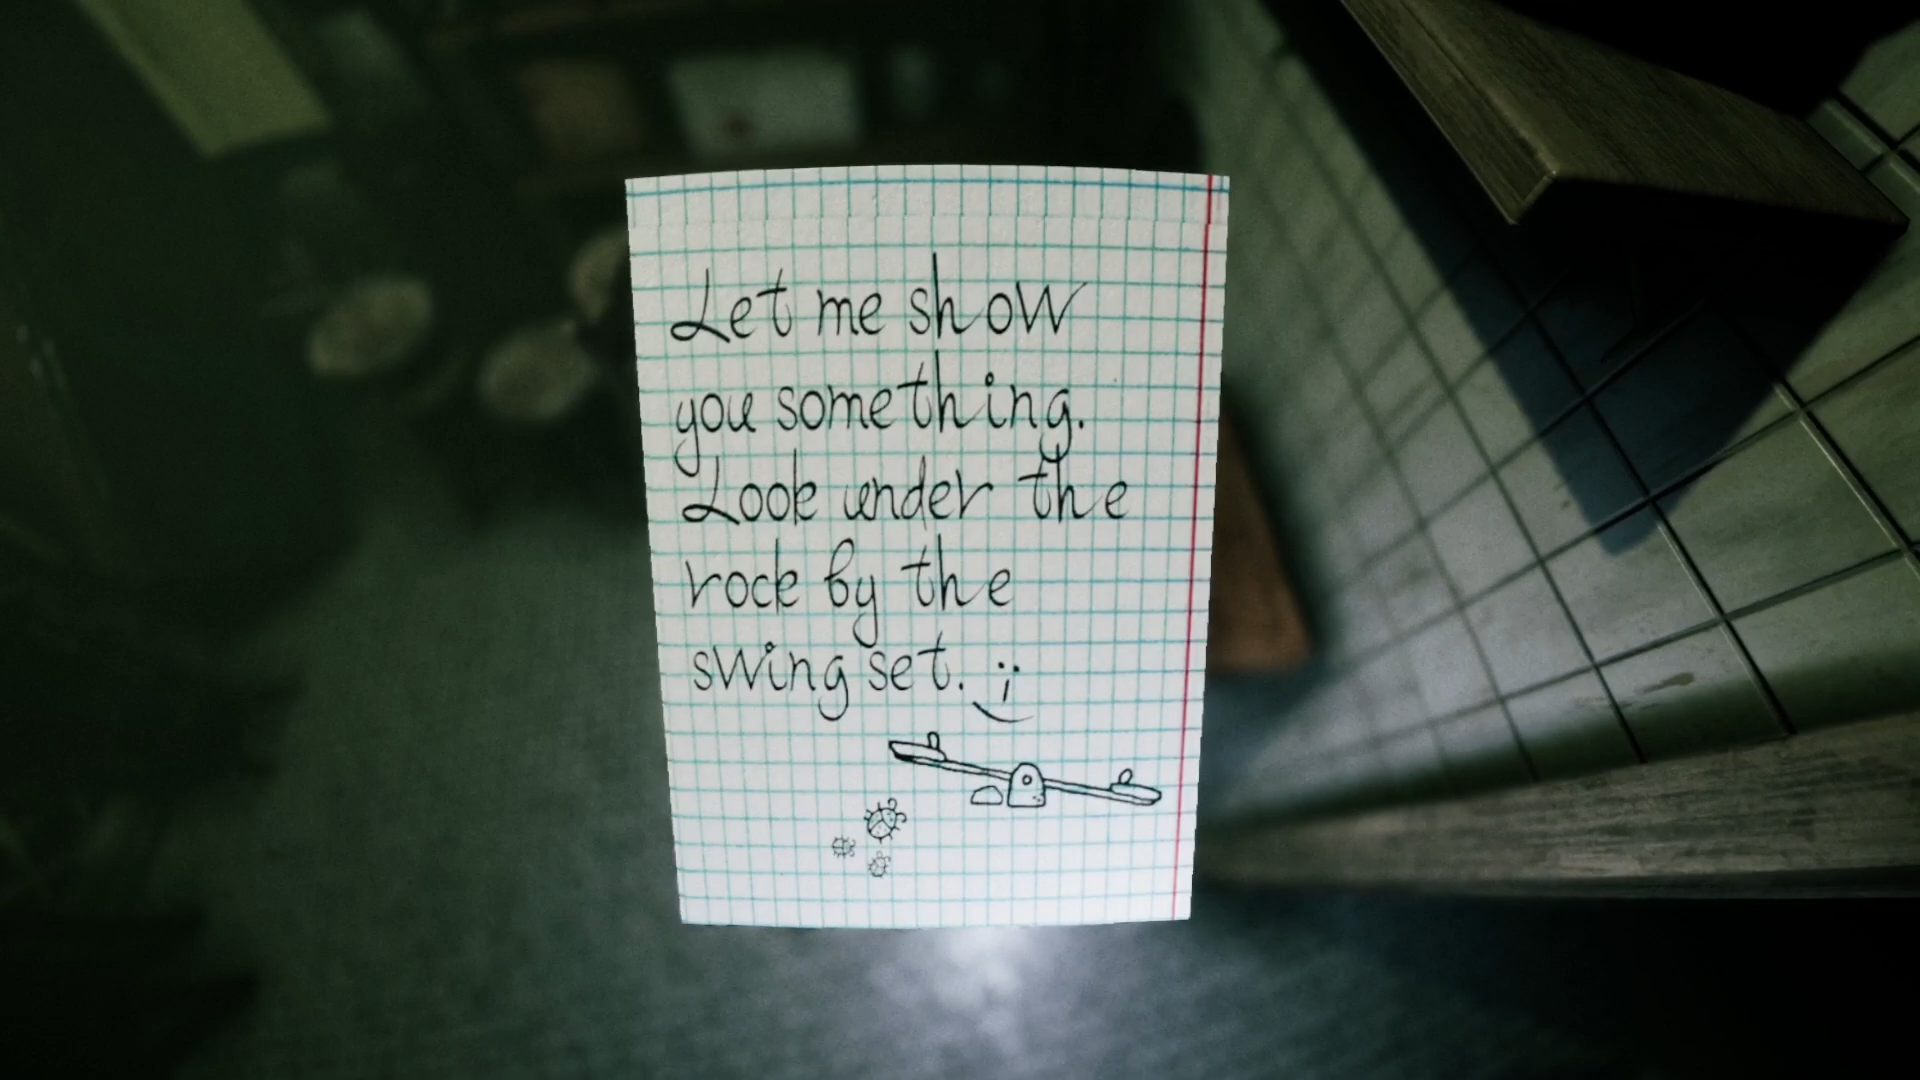 Let me show
you something.
Look under the
rock by the
swing set.